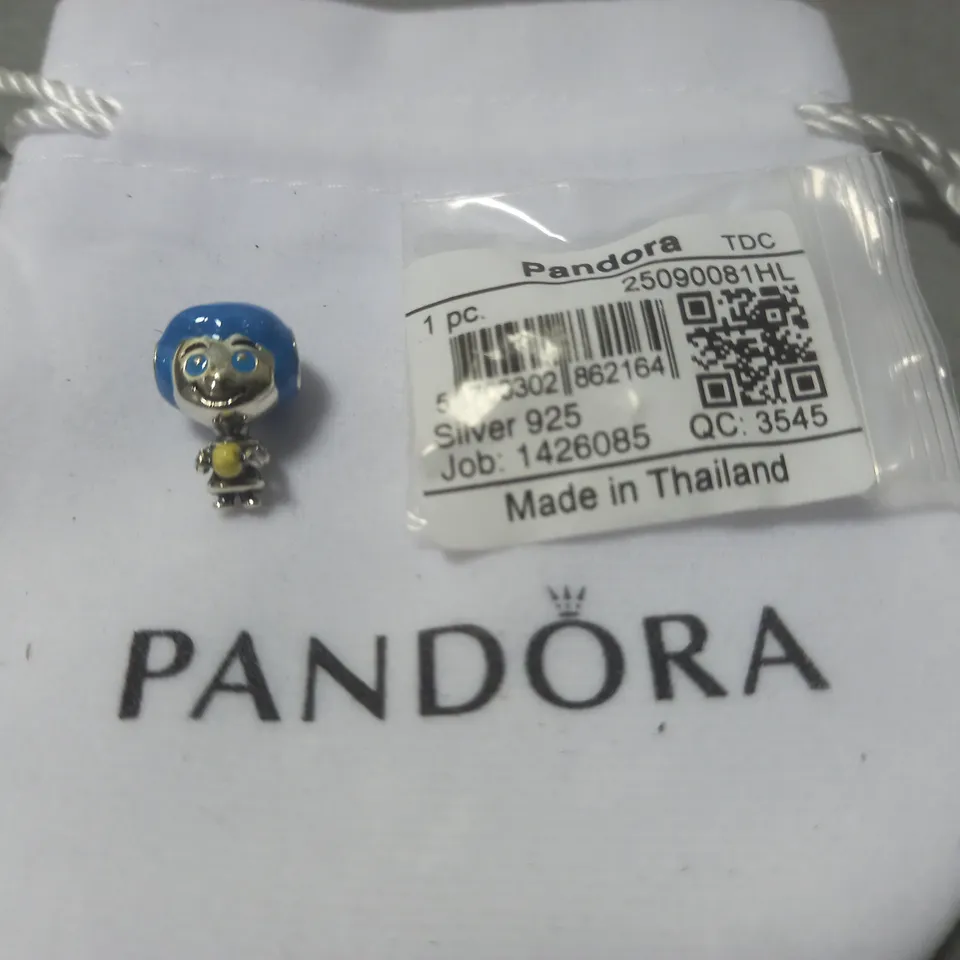 Pandora TDC
25090081HL
1 pc.
862164
Silver 925
Job: 1426085 QC: 3545
Made in Thailand
PANDORA